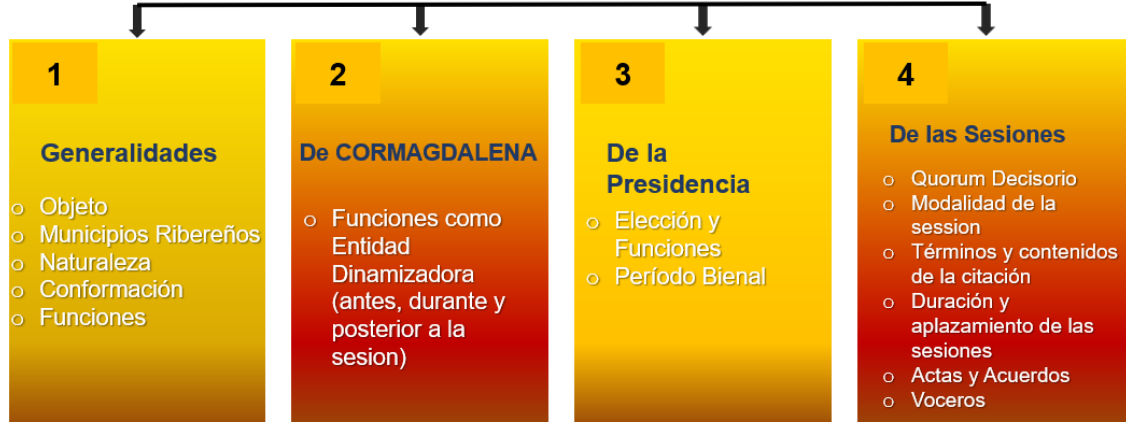 1
Generalidades
o Objeto
o Municipios Ribereños
o Naturaleza
o Conformación
o Funciones
2
De CORMAGDALENA
o Funciones como
Entidad
Dinamizadora
(antes, durante y
posterior a la
sesion)
3
De la
Presidencia
o Elección y
Funciones
o Período Bienal
4
De las Sesiones
o Quorum Decisorio
o Modalidad de la
session
o Términos y contenidos
de la citación
o Duración y
aplazamiento de las
sesiones
o Actas y Acuerdos
o Voceros